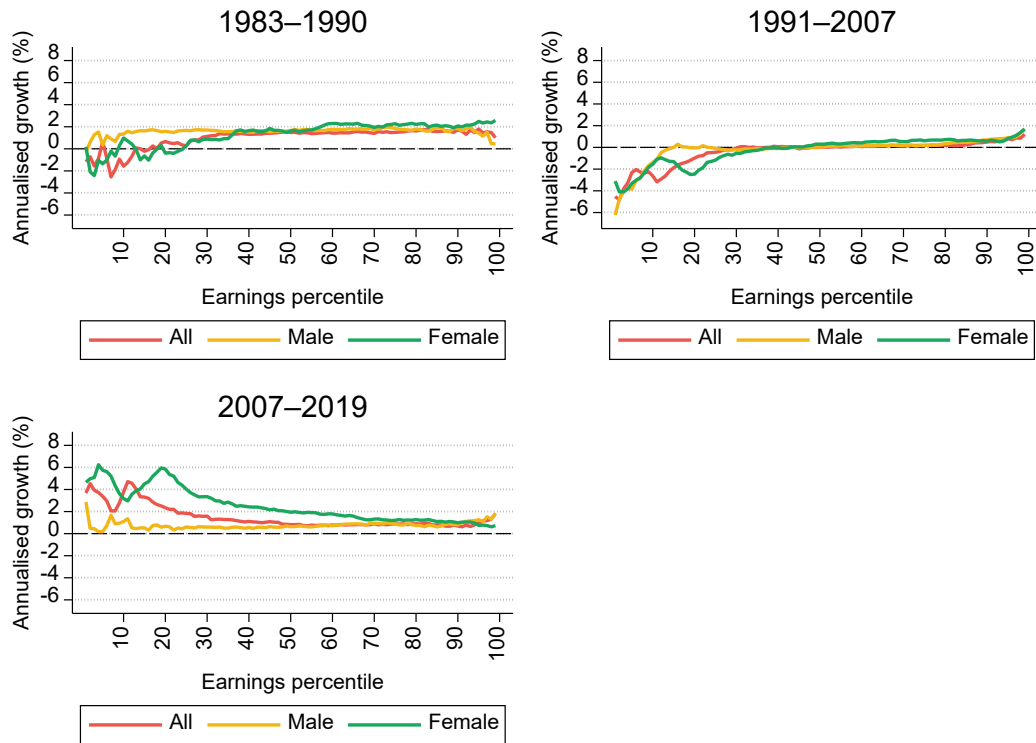 1983–1990
Annualised growth (%)
8
6
4
2
0
-2
-4
-6
10 20 30 40 50 60 70 80 90 100
Earnings percentile
All Male Female
1991–2007
Annualised growth (%)
8
6
4
2
0
-2
-4
-6
10 20 30 40 50 60 70 80 90 100
Earnings percentile
All Male Female
2007–2019
Annualised growth (%)
8
6
4
2
0
-2
-4
-6
10 20 30 40 50 60 70 80 90 100
Earnings percentile
All Male Female